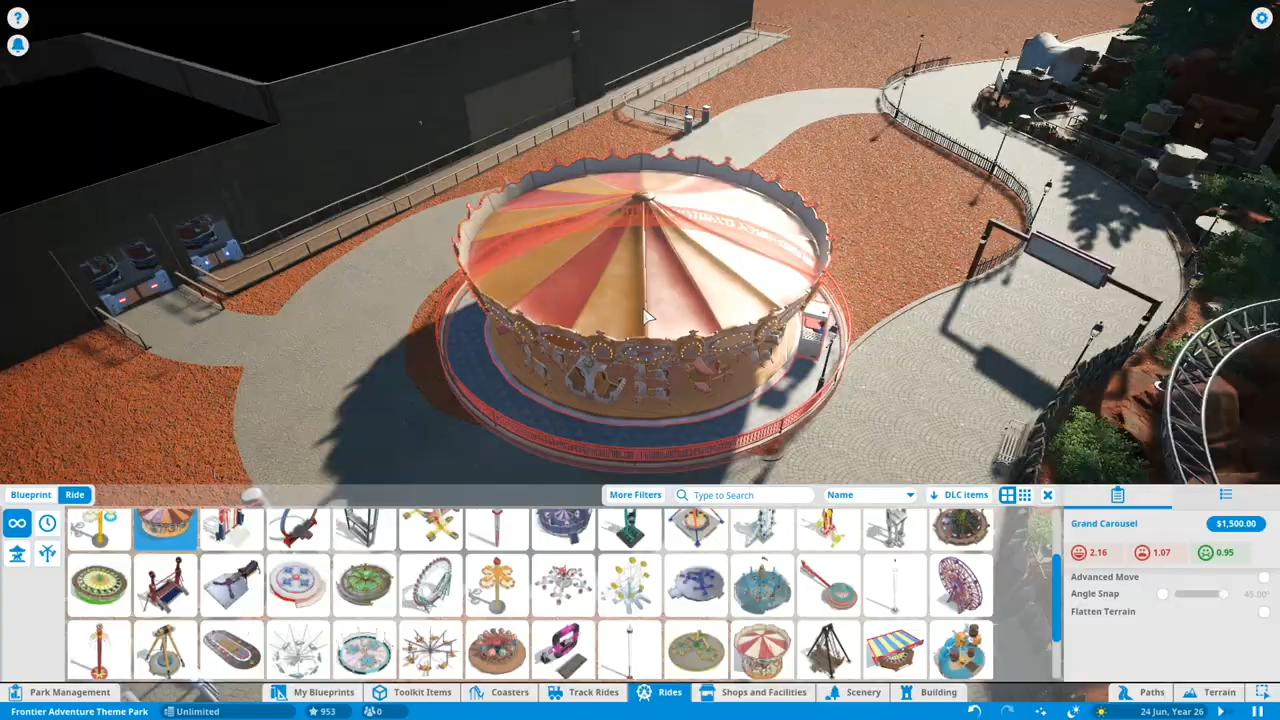 Blueprint
Ride
More Filters
Type to Search
Name
DLC items
Grand Carousel
$1,500.00
2.16
1.07
0.95
Advanced Move
Angle Snap
45.00°
Flatten Terrain
Park Management
My Blueprints
Toolkit Items
Coasters
Track Rides
Rides
Shops and Facilities
Scenery
Building
Paths
Terrain
Frontier Adventure Theme Park
Unlimited
953
0
24 Jun, Year 26